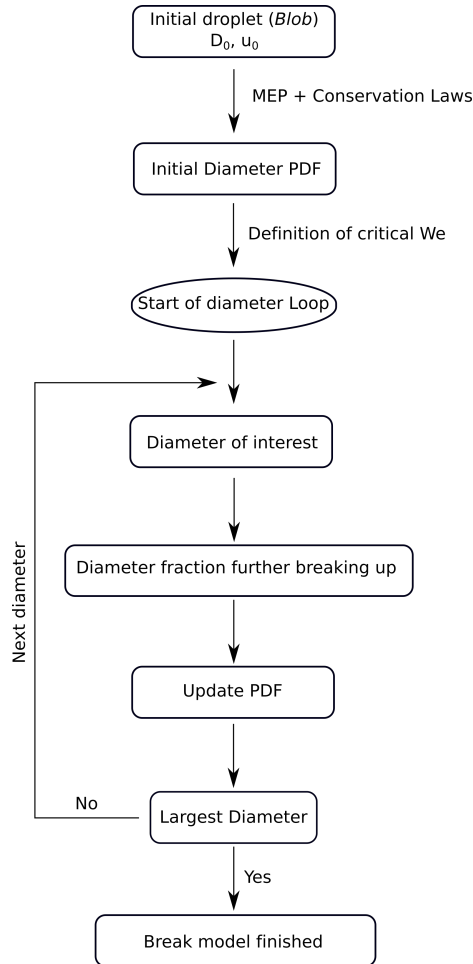 Initial droplet (Blob)
D₀, u₀
MEP + Conservation Laws
Initial Diameter PDF
Definition of critical We
Start of diameter Loop
Diameter of interest
Diameter fraction further breaking up
Next diameter
Update PDF
Largest Diameter
No
Yes
Break model finished